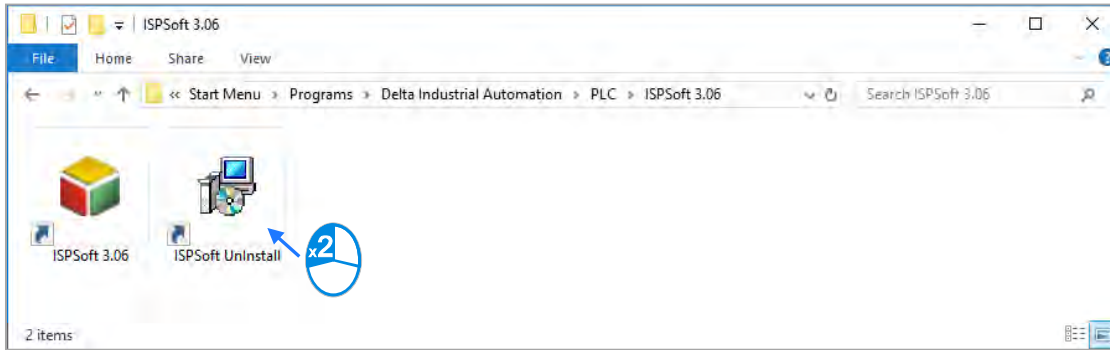 ISPSoft 3.06
File Home Share View
« Start Menu › Programs › Delta Industrial Automation › PLC › ISPSoft 3.06 Search ISPSoft 3.06
ISPSoft 3.06 ISPSoft UnInstall
x2
2 items